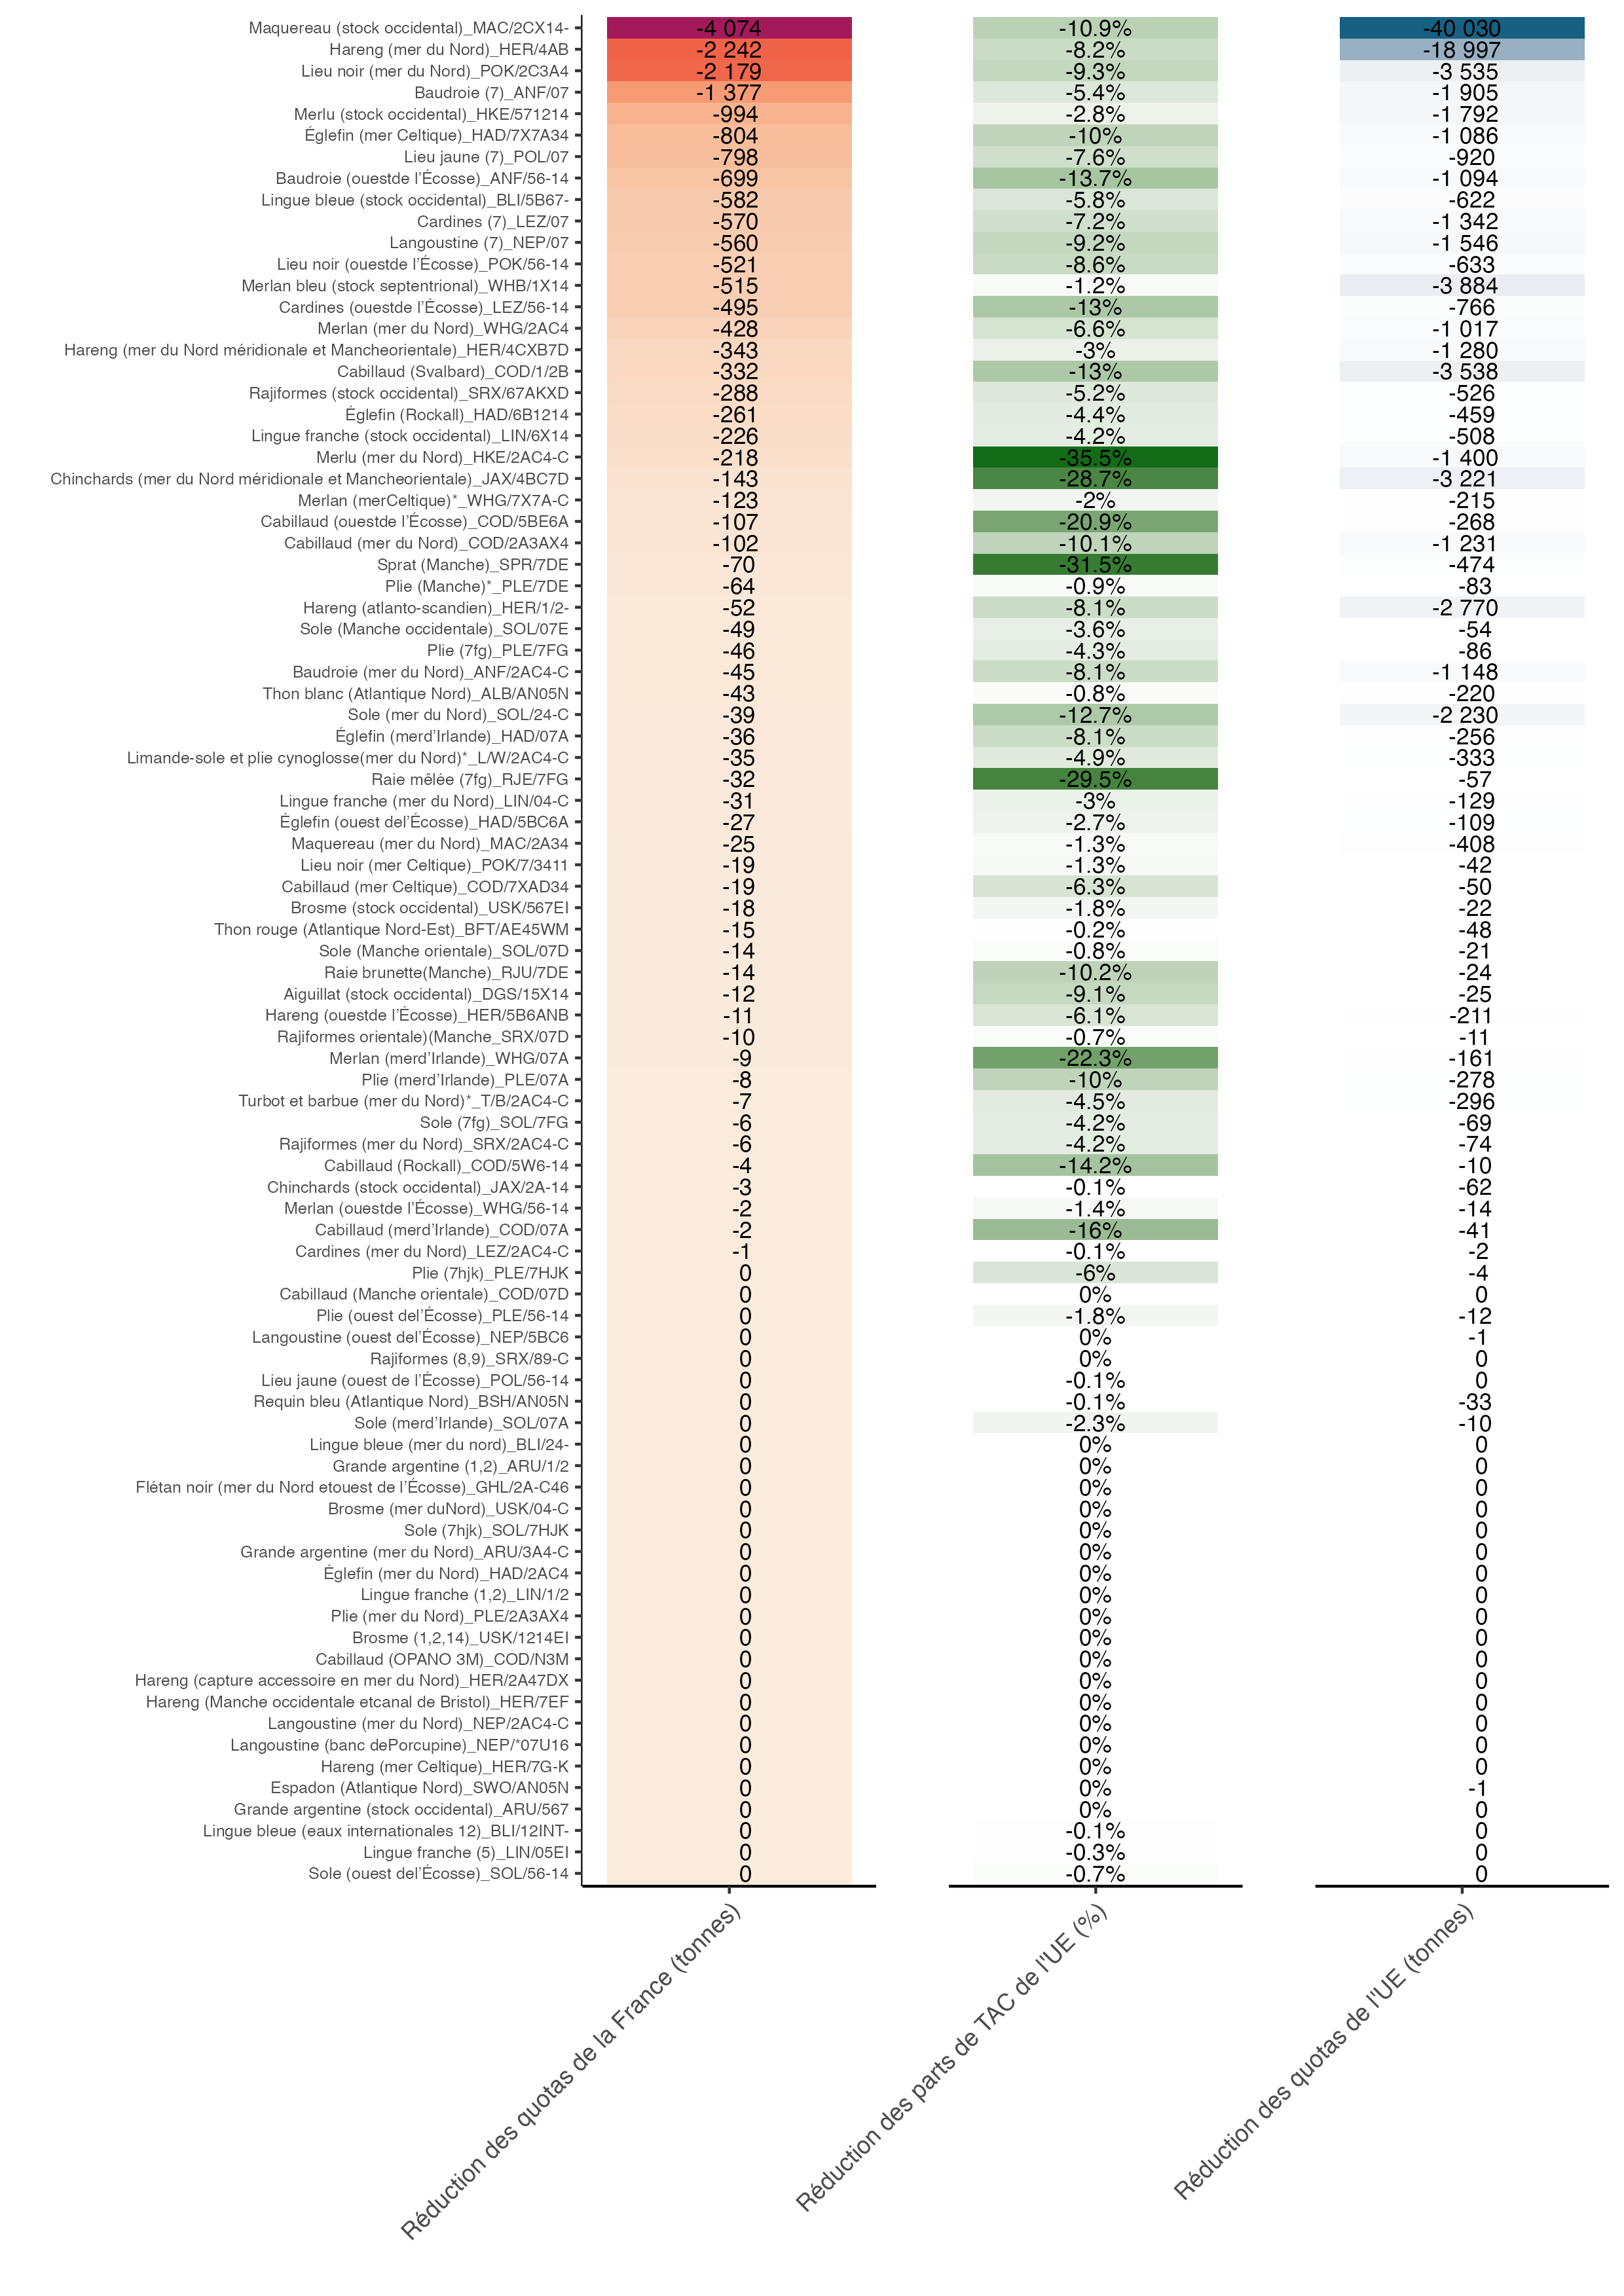 Maquereau (stock occidental)_MAC/2CX14- -4 074 -10.9% -40 030
Hareng (mer du Nord)_HER/4AB -2 242 -8.2% -18 997
Lieu noir (mer du Nord)_POK/2C3A4 -2 179 -9.3% -3 535
Baudroie (7)_ANF/07 -1 377 -5.4% -1 905
Merlu (stock occidental)_HKE/571214 -994 -2.8% -1 792
Églefin (mer Celtique)_HAD/7X7A34 -804 -10% -1 086
Lieu jaune (7)_POL/07 -798 -7.6% -920
Baudroie (ouestde l'Écosse)_ANF/56-14 -699 -13.7% -1 094
Lingue bleue (stock occidental)_BLI/5B67- -582 -5.8% -622
Cardines (7)_LEZ/07 -570 -7.2% -1 342
Langoustine (7)_NEP/07 -560 -9.2% -1 546
Lieu noir (ouestde l'Écosse)_POK/56-14 -521 -8.6% -633
Merlan bleu (stock septentrional)_WHB/1X14 -515 -1.2% -3 884
Cardines (ouestde l'Écosse)_LEZ/56-14 -495 -13% -766
Merlan (mer du Nord)_WHG/2AC4 -428 -6.6% -1 017
Hareng (mer du Nord méridionale et Mancheorientale)_HER/4CXB7D -343 -3% -1 280
Cabillaud (Svalbard)_COD/1/2B -332 -13% -3 538
Rajiformes (stock occidental)_SRX/67AKXD -288 -5.2% -526
Églefin (Rockall)_HAD/6B1214 -261 -4.4% -459
Lingue franche (stock occidental)_LIN/6X14 -226 -4.2% -508
Merlu (mer du Nord)_HKE/2AC4-C -218 -35.5% -1 400
Chinchards (mer du Nord méridionale et Mancheorientale)_JAX/4BC7D -143 -28.7% -3 221
Merlan (merCeltique)*_WHG/7X7A-C -123 -2% -215
Cabillaud (ouestde l'Écosse)_COD/5BE6A -107 -20.9% -268
Cabillaud (mer du Nord)_COD/2A3AX4 -102 -10.1% -1 231
Sprat (Manche)_SPR/7DE -70 -31.5% -474
Plie (Manche)*_PLE/7DE -64 -0.9% -83
Hareng (atlanto-scandien)_HER/1/2- -52 -8.1% -2 770
Sole (Manche occidentale)_SOL/07E -49 -3.6% -54
Plie (7fg)_PLE/7FG -46 -4.3% -86
Baudroie (mer du Nord)_ANF/2AC4-C -45 -8.1% -1 148
Thon blanc (Atlantique Nord)_ALB/AN05N -43 -0.8% -220
Sole (mer du Nord)_SOL/24-C -39 -12.7% -2 230
Églefin (merd'Irlande)_HAD/07A -36 -8.1% -256
Limande-sole et plie cynoglosse(mer du Nord)*_L/W/2AC4-C -35 -4.9% -333
Raie mêlée (7fg)_RJE/7FG -32 -29.5% -57
Lingue franche (mer du Nord)_LIN/04-C -31 -3% -129
Églefin (ouest del'Écosse)_HAD/5BC6A -27 -2.7% -109
Maquereau (mer du Nord)_MAC/2A34 -25 -1.3% -408
Lieu noir (mer Celtique)_POK/7/3411 -19 -1.3% -42
Cabillaud (mer Celtique)_COD/7XAD34 -19 -6.3% -50
Brosme (stock occidental)_USK/567EI -18 -1.8% -22
Thon rouge (Atlantique Nord-Est)_BFT/AE45WM -15 -0.2% -48
Sole (Manche orientale)_SOL/07D -14 -0.8% -21
Raie brunette(Manche)_RJU/7DE -14 -10.2% -24
Aiguillat (stock occidental)_DGS/15X14 -12 -9.1% -25
Hareng (ouestde l'Écosse)_HER/5B6ANB -11 -6.1% -211
Rajiformes orientale)(Manche_SRX/07D -10 -0.7% -11
Merlan (merd'Irlande)_WHG/07A -9 -22.3% -161
Plie (merd'Irlande)_PLE/07A -8 -10% -278
Turbot et barbue (mer du Nord)*_T/B/2AC4-C -7 -4.5% -296
Sole (7fg)_SOL/7FG -6 -4.2% -69
Rajiformes (mer du Nord)_SRX/2AC4-C -6 -4.2% -74
Cabillaud (Rockall)_COD/5W6-14 -4 -14.2% -10
Chinchards (stock occidental)_JAX/2A-14 -3 -0.1% -62
Merlan (ouestde l'Écosse)_WHG/56-14 -2 -1.4% -14
Cabillaud (merd'Irlande)_COD/07A -2 -16% -41
Cardines (mer du Nord)_LEZ/2AC4-C -1 -0.1% -2
Plie (7hjk)_PLE/7HJK 0 -6% -4
Cabillaud (Manche orientale)_COD/07D 0 0% 0
Plie (ouest del'Écosse)_PLE/56-14 0 -1.8% -12
Langoustine (ouest del'Écosse)_NEP/5BC6 0 0% -1
Rajiformes (8,9)_SRX/89-C 0 0% 0
Lieu jaune (ouest de l'Écosse)_POL/56-14 0 -0.1% 0
Requin bleu (Atlantique Nord)_BSH/AN05N 0 -0.1% -33
Sole (merd'Irlande)_SOL/07A 0 -2.3% -10
Lingue bleue (mer du nord)_BLI/24- 0 0% 0
Grande argentine (1,2)_ARU/1/2 0 0% 0
Flétan noir (mer du Nord etouest de l'Écosse)_GHL/2A-C46 0 0% 0
Brosme (mer duNord)_USK/04-C 0 0% 0
Sole (7hjk)_SOL/7HJK 0 0% 0
Grande argentine (mer du Nord)_ARU/3A4-C 0 0% 0
Églefin (mer du Nord)_HAD/2AC4 0 0% 0
Lingue franche (1,2)_LIN/1/2 0 0% 0
Plie (mer du Nord)_PLE/2A3AX4 0 0% 0
Brosme (1,2,14)_USK/1214EI 0 0% 0
Cabillaud (OPANO 3M)_COD/N3M 0 0% 0
Hareng (capture accessoire en mer du Nord)_HER/2A47DX 0 0% 0
Hareng (Manche occidentale etcanal de Bristol)_HER/7EF 0 0% 0
Langoustine (mer du Nord)_NEP/2AC4-C 0 0% 0
Langoustine (banc dePorcupine)_NEP/*07U16 0 0% 0
Hareng (mer Celtique)_HER/7G-K 0 0% 0
Espadon (Atlantique Nord)_SWO/AN05N 0 0% -1
Grande argentine (stock occidental)_ARU/567 0 0% 0
Lingue bleue (eaux internationales 12)_BLI/12INT- 0 -0.1% 0
Lingue franche (5)_LIN/05EI 0 -0.3% 0
Sole (ouest del'Écosse)_SOL/56-14 0 -0.7% 0
Réduction des quotas de la France (tonnes)
Réduction des parts de TAC de l'UE (%)
Réduction des quotas de l'UE (tonnes)